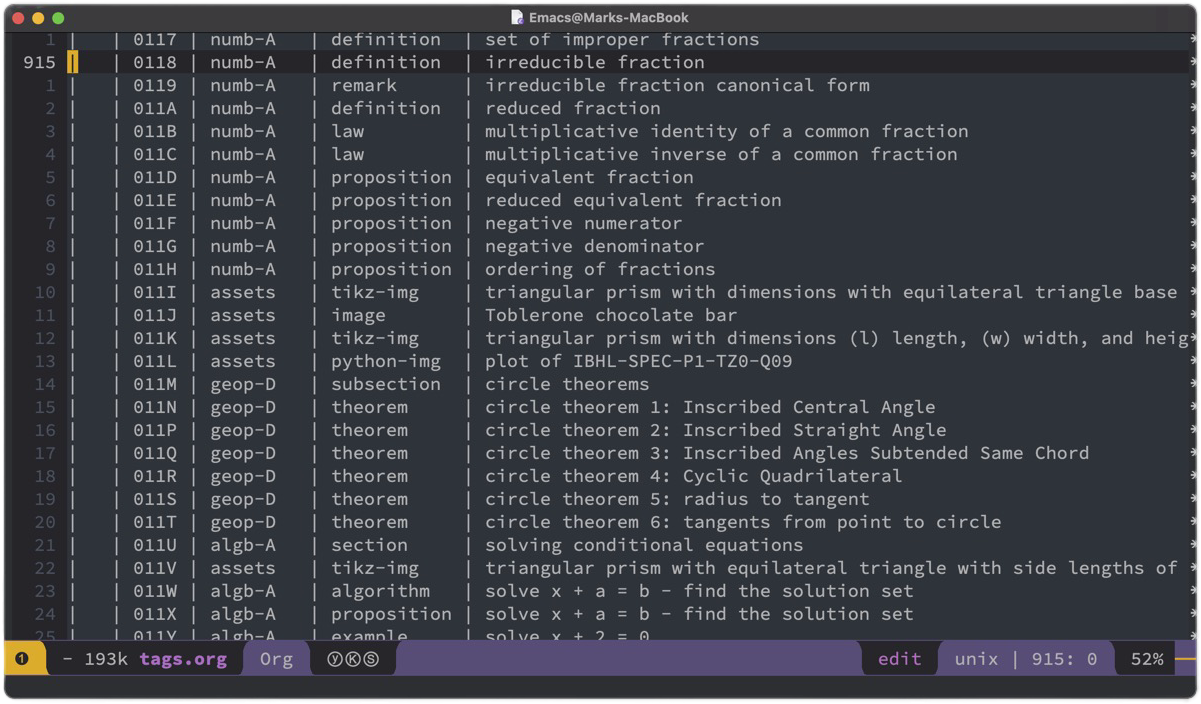 Emacs@Marks-MacBook
1 | | 0117 | numb-A | definition | set of improper fractions
915 | | 0118 | numb-A | definition | irreducible fraction
1 | | 0119 | numb-A | remark | irreducible fraction canonical form
2 | | 011A | numb-A | definition | reduced fraction
3 | | 011B | numb-A | law | multiplicative identity of a common fraction
4 | | 011C | numb-A | law | multiplicative inverse of a common fraction
5 | | 011D | numb-A | proposition | equivalent fraction
6 | | 011E | numb-A | proposition | reduced equivalent fraction
7 | | 011F | numb-A | proposition | negative numerator
8 | | 011G | numb-A | proposition | negative denominator
9 | | 011H | numb-A | proposition | ordering of fractions
10 | | 011I | assets | tikz-img | triangular prism with dimensions with equilateral triangle base
11 | | 011J | assets | image | Toblerone chocolate bar
12 | | 011K | assets | tikz-img | triangular prism with dimensions (l) length, (w) width, and heig
13 | | 011L | assets | python-img | plot of IBHL-SPEC-P1-TZ0-Q09
14 | | 011M | geop-D | subsection | circle theorems
15 | | 011N | geop-D | theorem | circle theorem 1: Inscribed Central Angle
16 | | 011P | geop-D | theorem | circle theorem 2: Inscribed Straight Angle
17 | | 011Q | geop-D | theorem | circle theorem 3: Inscribed Angles Subtended Same Chord
18 | | 011R | geop-D | theorem | circle theorem 4: Cyclic Quadrilateral
19 | | 011S | geop-D | theorem | circle theorem 5: radius to tangent
20 | | 011T | geop-D | theorem | circle theorem 6: tangents from point to circle
21 | | 011U | algb-A | section | solving conditional equations
22 | | 011V | assets | tikz-img | triangular prism with equilateral triangle with side lengths of
23 | | 011W | algb-A | algorithm | solve x + a = b - find the solution set
24 | | 011X | algb-A | proposition | solve x + a = b - find the solution set
25 | | 011Y | algb-A | example | solve x + 2 = 0
❶ - 193k tags.org Org ⓨⓀⓈ edit unix | 915: 0 52%